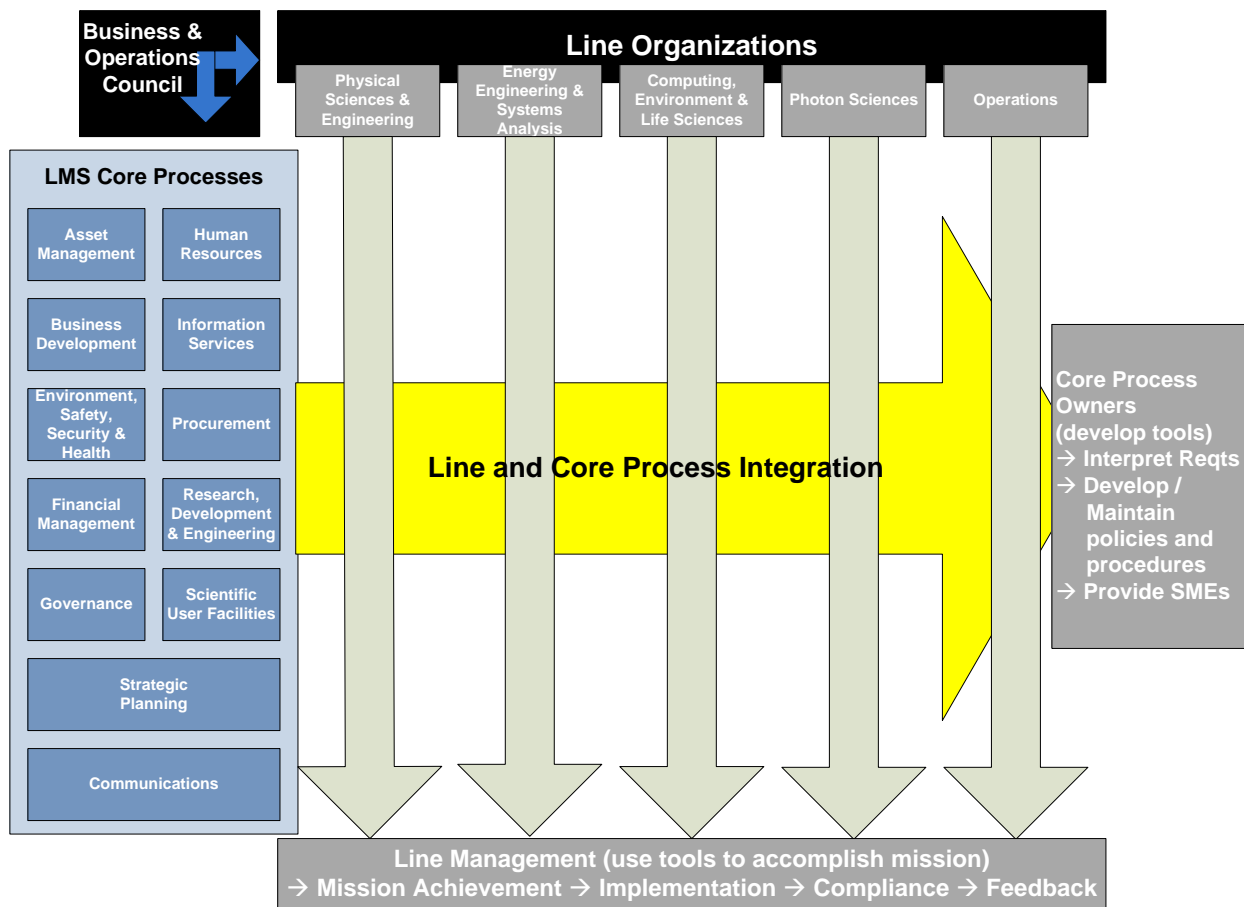 Business &
Operations
Council
Line Organizations
Physical
Sciences &
Engineering
Energy
Engineering &
Systems
Analysis
Computing,
Environment &
Life Sciences
Photon Sciences
Operations
LMS Core Processes
Asset
Management
Human
Resources
Business
Development
Information
Services
Environment,
Safety,
Security &
Health
Procurement
Financial
Management
Research,
Development
& Engineering
Governance
Scientific
User Facilities
Strategic
Planning
Communications
Line and Core Process Integration
Core Process
Owners
(develop tools)
→ Interpret Reqts
→ Develop /
Maintain
policies and
procedures
→ Provide SMEs
Line Management (use tools to accomplish mission)
→ Mission Achievement → Implementation → Compliance → Feedback